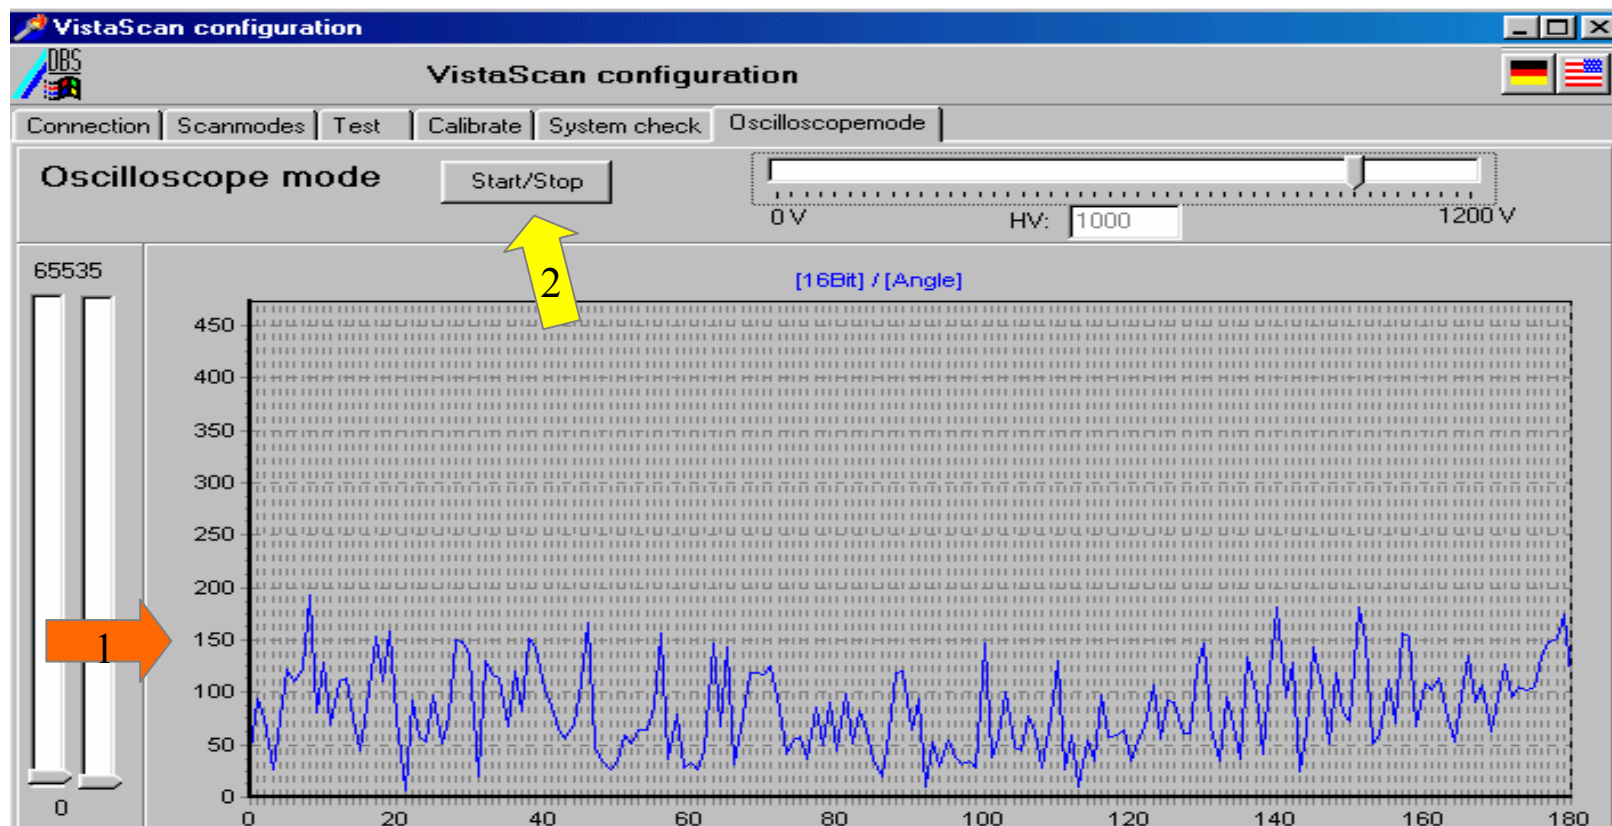 VistaScan configuration
DBS
VistaScan configuration
Connection Scanmodes Test Calibrate System check Oscilloscopemode
Oscilloscope mode Start/Stop
0 V HV: 1000 1200 V
65535
2
[16Bit] / [Angle]
450
400
350
300
250
200
1
150
100
50
0
0
0 20 40 60 80 100 120 140 160 180